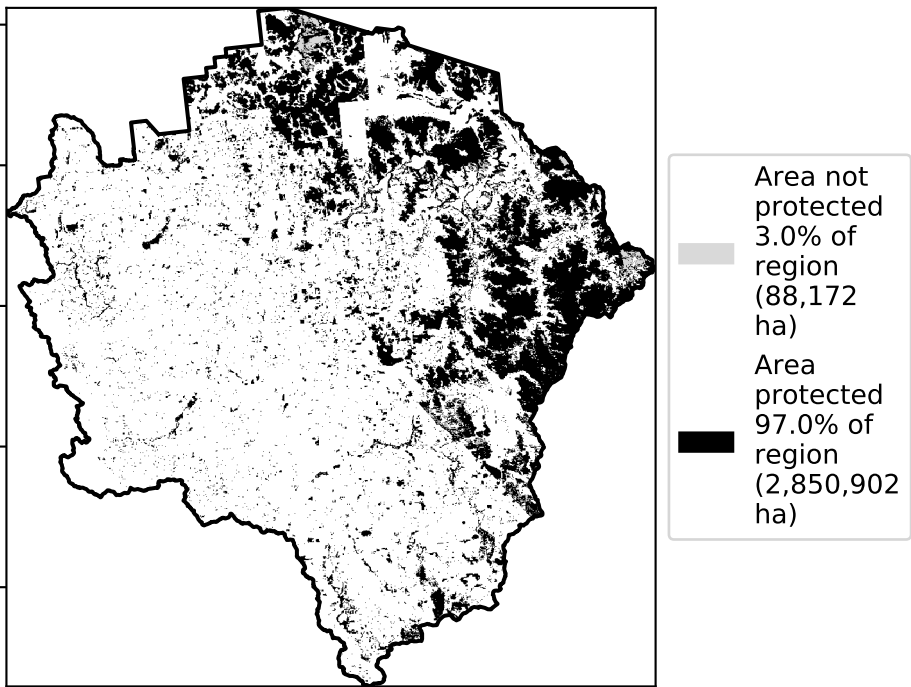 Area not
protected
3.0% of
region
(88,172
ha)
Area
protected
97.0% of
region
(2,850,902
ha)